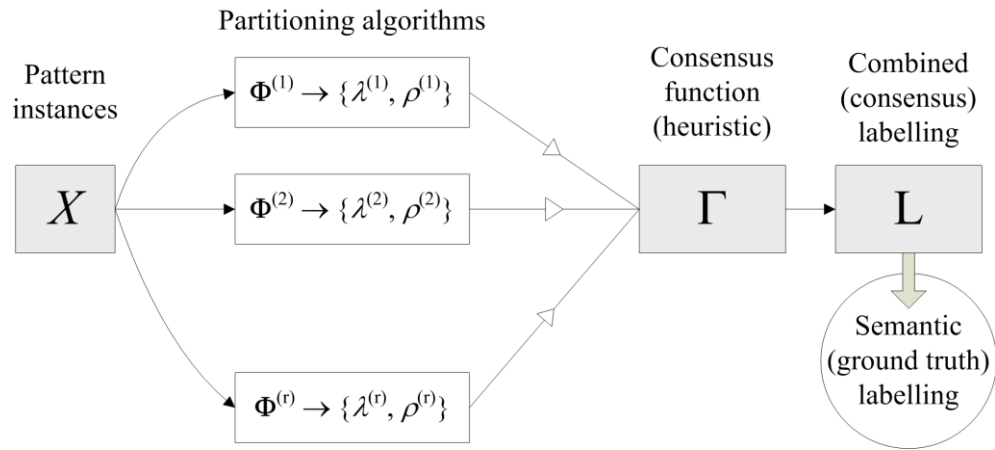 Partitioning algorithms
Pattern
instances
X
Φ(1) → {λ(1), ρ(1)}
Φ(2) → {λ(2), ρ(2)}
Φ(r) → {λ(r), ρ(r)}
Consensus
function
(heuristic)
Γ
Combined
(consensus)
labelling
L
Semantic
(ground truth)
labelling